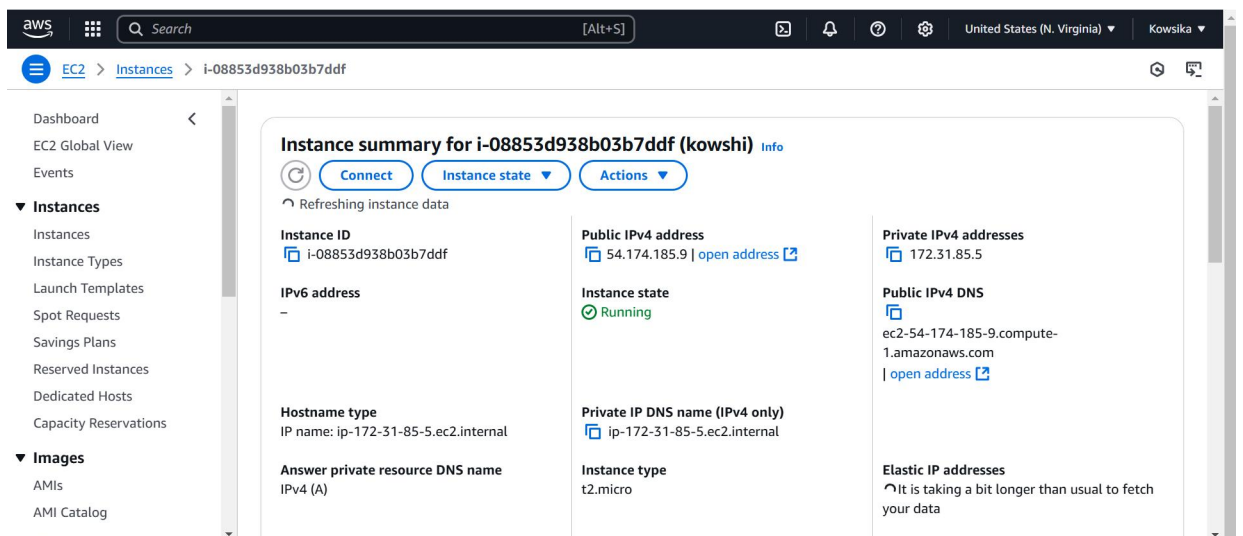 aws
Search
[Alt+S]
United States (N. Virginia)
Kowsika
EC2 > Instances > i-08853d938b03b7ddf
Dashboard
EC2 Global View
Events
Instances
Instances
Instance Types
Launch Templates
Spot Requests
Savings Plans
Reserved Instances
Dedicated Hosts
Capacity Reservations
Images
AMIs
AMI Catalog
Instance summary for i-08853d938b03b7ddf (kowshi) Info
Connect
Instance state
Actions
Refreshing instance data
Instance ID
i-08853d938b03b7ddf
Public IPv4 address
54.174.185.9 | open address
Private IPv4 addresses
172.31.85.5
IPv6 address
–
Instance state
Running
Public IPv4 DNS
ec2-54-174-185-9.compute-
1.amazonaws.com
| open address
Hostname type
IP name: ip-172-31-85-5.ec2.internal
Private IP DNS name (IPv4 only)
ip-172-31-85-5.ec2.internal
Answer private resource DNS name
IPv4 (A)
Instance type
t2.micro
Elastic IP addresses
It is taking a bit longer than usual to fetch
your data